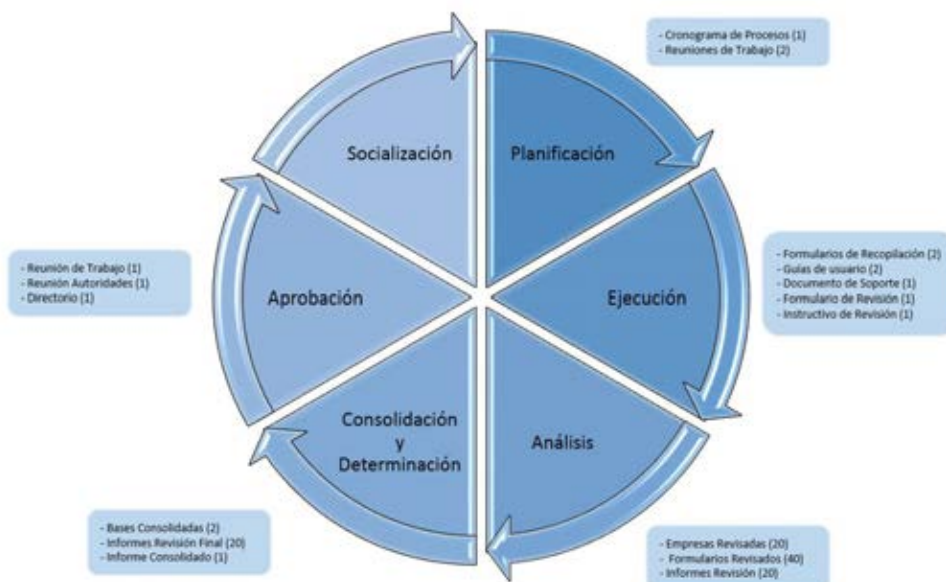 - Cronograma de Procesos (1)
- Reuniones de Trabajo (2)
Socialización
Planificación
- Reunión de Trabajo (1)
- Reunión Autoridades (1)
- Directorio (1)
Aprobación
Ejecución
- Formularios de Recopilación (2)
- Guías de usuario (2)
- Documento de Soporte (1)
- Formulario de Revisión (1)
- Instructivo de Revisión (1)
Consolidación
y
Determinación
Análisis
- Bases Consolidadas (2)
- Informes Revisión Final (20)
- Informe Consolidado (1)
- Empresas Revisadas (20)
- Formularios Revisados (40)
- Informes Revisión (20)